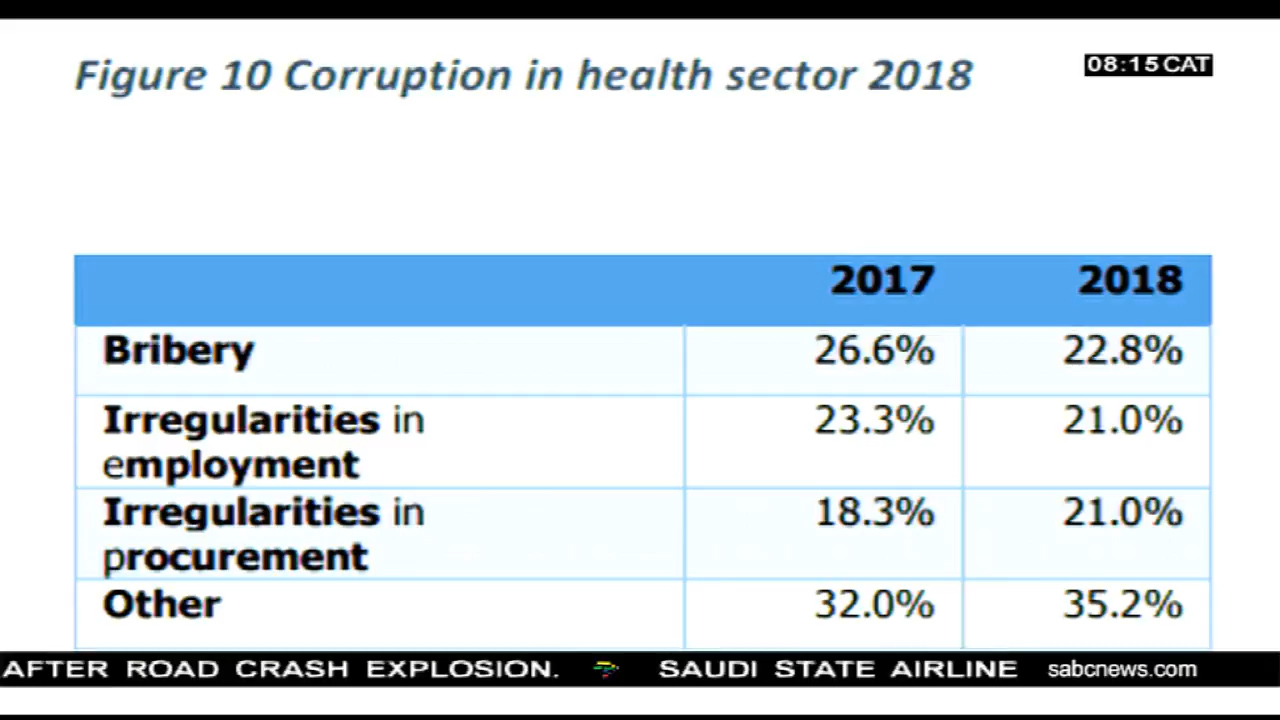 Figure 10 Corruption in health sector 2018
08:15 CAT
2017 2018
Bribery 26.6% 22.8%
Irregularities in 23.3% 21.0%
employment
Irregularities in 18.3% 21.0%
procurement
Other 32.0% 35.2%
AFTER ROAD CRASH EXPLOSION. SAUDI STATE AIRLINE sabcnews.com